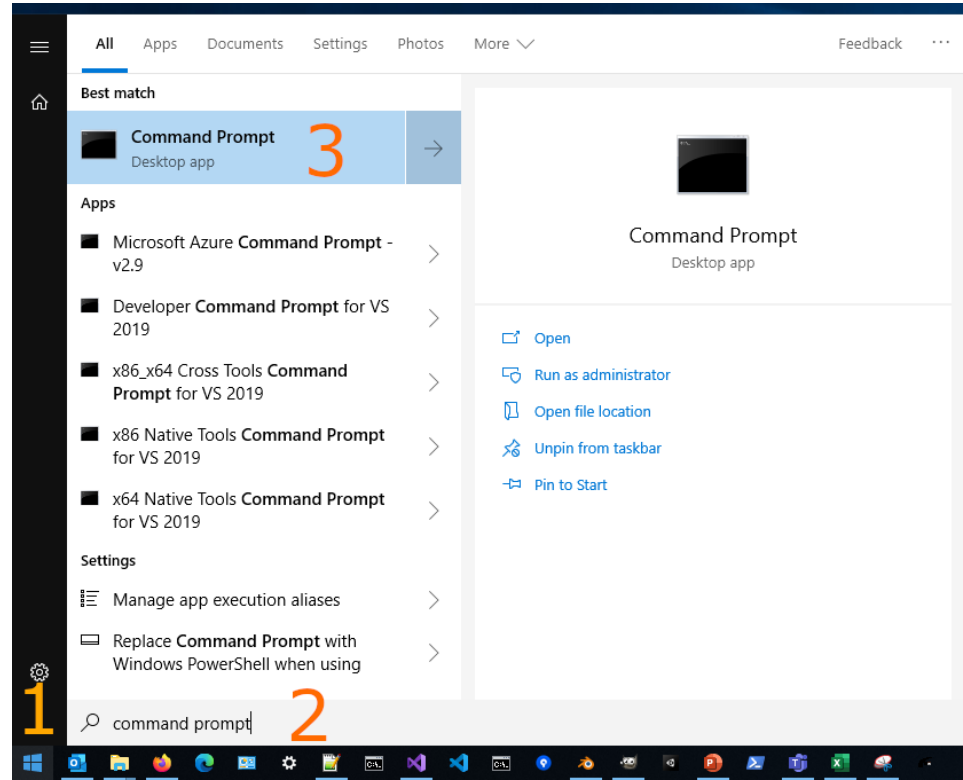 All Apps Documents Settings Photos More Feedback ...
Best match
Command Prompt
Desktop app
3
Apps
Microsoft Azure Command Prompt -
v2.9
Developer Command Prompt for VS
2019
x86_x64 Cross Tools Command
Prompt for VS 2019
x86 Native Tools Command Prompt
for VS 2019
x64 Native Tools Command Prompt
for VS 2019
Settings
Manage app execution aliases
Replace Command Prompt with
Windows PowerShell when using
1
command prompt
2
Command Prompt
Desktop app
Open
Run as administrator
Open file location
Unpin from taskbar
Pin to Start